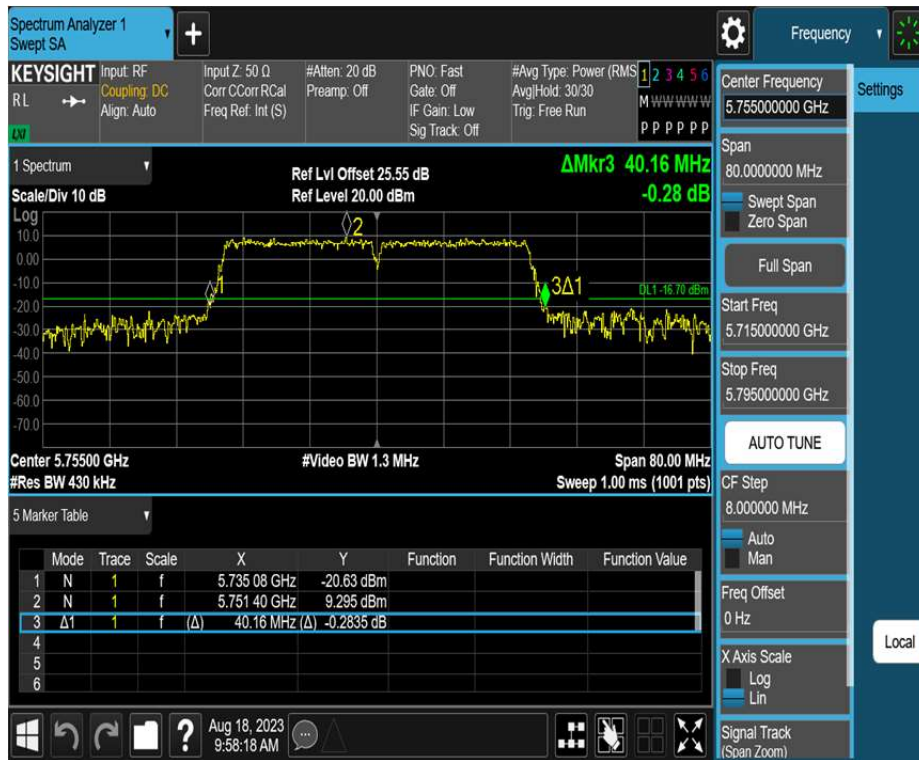 Spectrum Analyzer 1
Swept SA
+
Frequency
KEYSIGHT
RL
LXI
Input: RF
Coupling: DC
Align: Auto
Input Z: 50 Ω
Corr CCorr RCal
Freq Ref: Int (S)
#Atten: 20 dB
Preamp: Off
PNO: Fast
Gate: Off
IF Gain: Low
Sig Track: Off
#Avg Type: Power (RMS
Avg|Hold: 30/30
Trig: Free Run
1 2 3 4 5 6
M W W W W W
P P P P P P
1 Spectrum
Scale/Div 10 dB
Ref Lvl Offset 25.55 dB
Ref Level 20.00 dBm
ΔMkr3 40.16 MHz
-0.28 dB
Log
10.0
0.00
-10.0
-20.0
-30.0
-40.0
-50.0
-60.0
-70.0
2
3Δ1
DL1 -16.70 dBm
Center 5.75500 GHz
#Video BW 1.3 MHz
Span 80.00 MHz
#Res BW 430 kHz
Sweep 1.00 ms (1001 pts)
5 Marker Table
Mode Trace Scale X Y Function Function Width Function Value
1 N 1 f 5.735 08 GHz -20.63 dBm
2 N 1 f 5.751 40 GHz 9.295 dBm
3 Δ1 1 f (Δ) 40.16 MHz (Δ) -0.2835 dB
4
5
6
?
Aug 18, 2023
9:58:18 AM
Center Frequency
5.755000000 GHz
Settings
Span
80.0000000 MHz
Swept Span
Zero Span
Full Span
Start Freq
5.715000000 GHz
Stop Freq
5.795000000 GHz
AUTO TUNE
CF Step
8.000000 MHz
Auto
Man
Freq Offset
0 Hz
Local
X Axis Scale
Log
Lin
Signal Track
(Span Zoom)